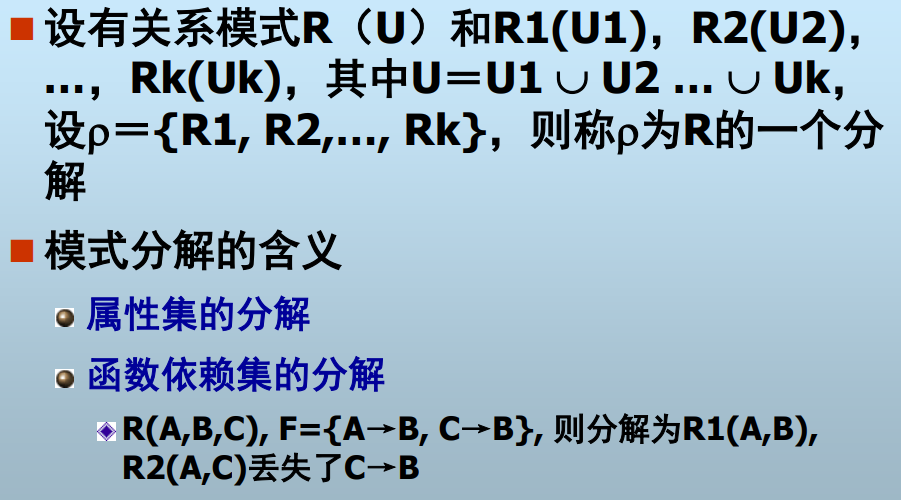 设有关系模式R（U）和R1(U1)，R2(U2)，
…，Rk(Uk)，其中U＝U1 ∪ U2 … ∪ Uk，
设ρ＝{R1, R2,…, Rk}，则称ρ为R的一个分
解
模式分解的含义
属性集的分解
函数依赖集的分解
R(A,B,C), F={A→B, C→B}, 则分解为R1(A,B),
R2(A,C)丢失了C→B